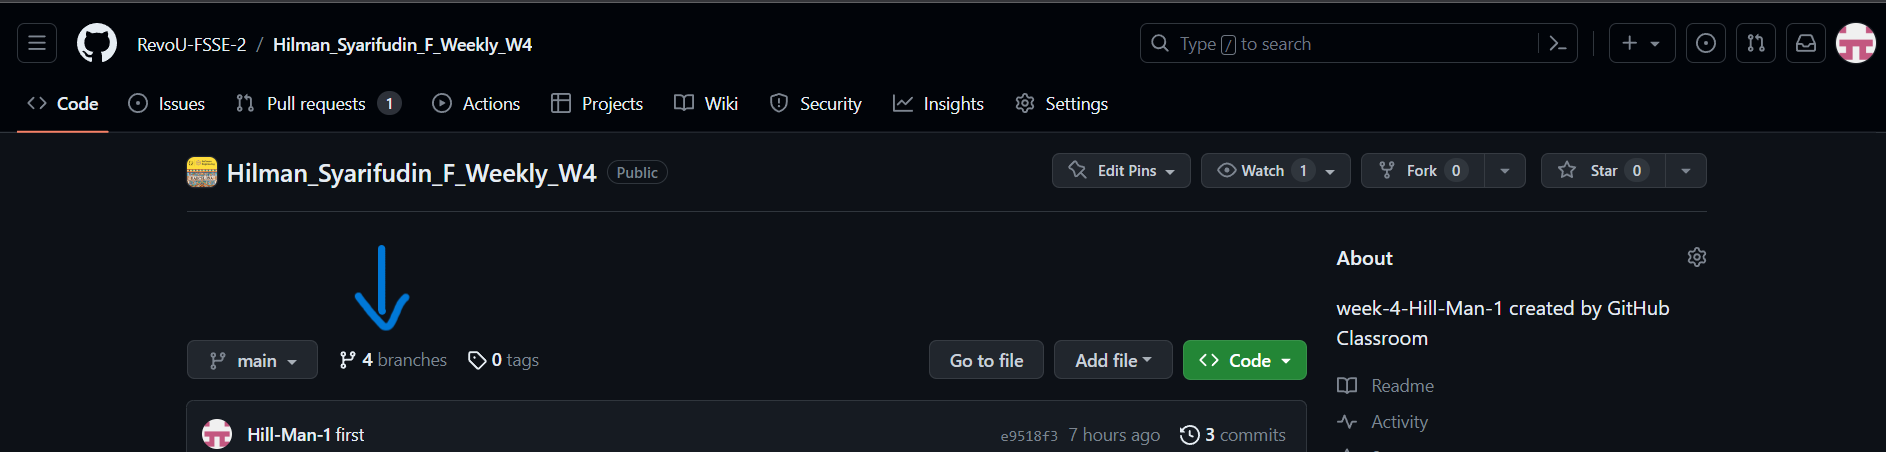 RevoU-FSSE-2 / Hilman_Syarifudin_F_Weekly_W4
Type / to search
Code Issues Pull requests 1 Actions Projects Wiki Security Insights Settings
Hilman_Syarifudin_F_Weekly_W4 Public
Edit Pins Watch 1 Fork 0 Star 0
main 4 branches 0 tags Go to file Add file Code
Hill-Man-1 first e9518f3 7 hours ago 3 commits
About
week-4-Hill-Man-1 created by GitHub
Classroom
Readme
Activity